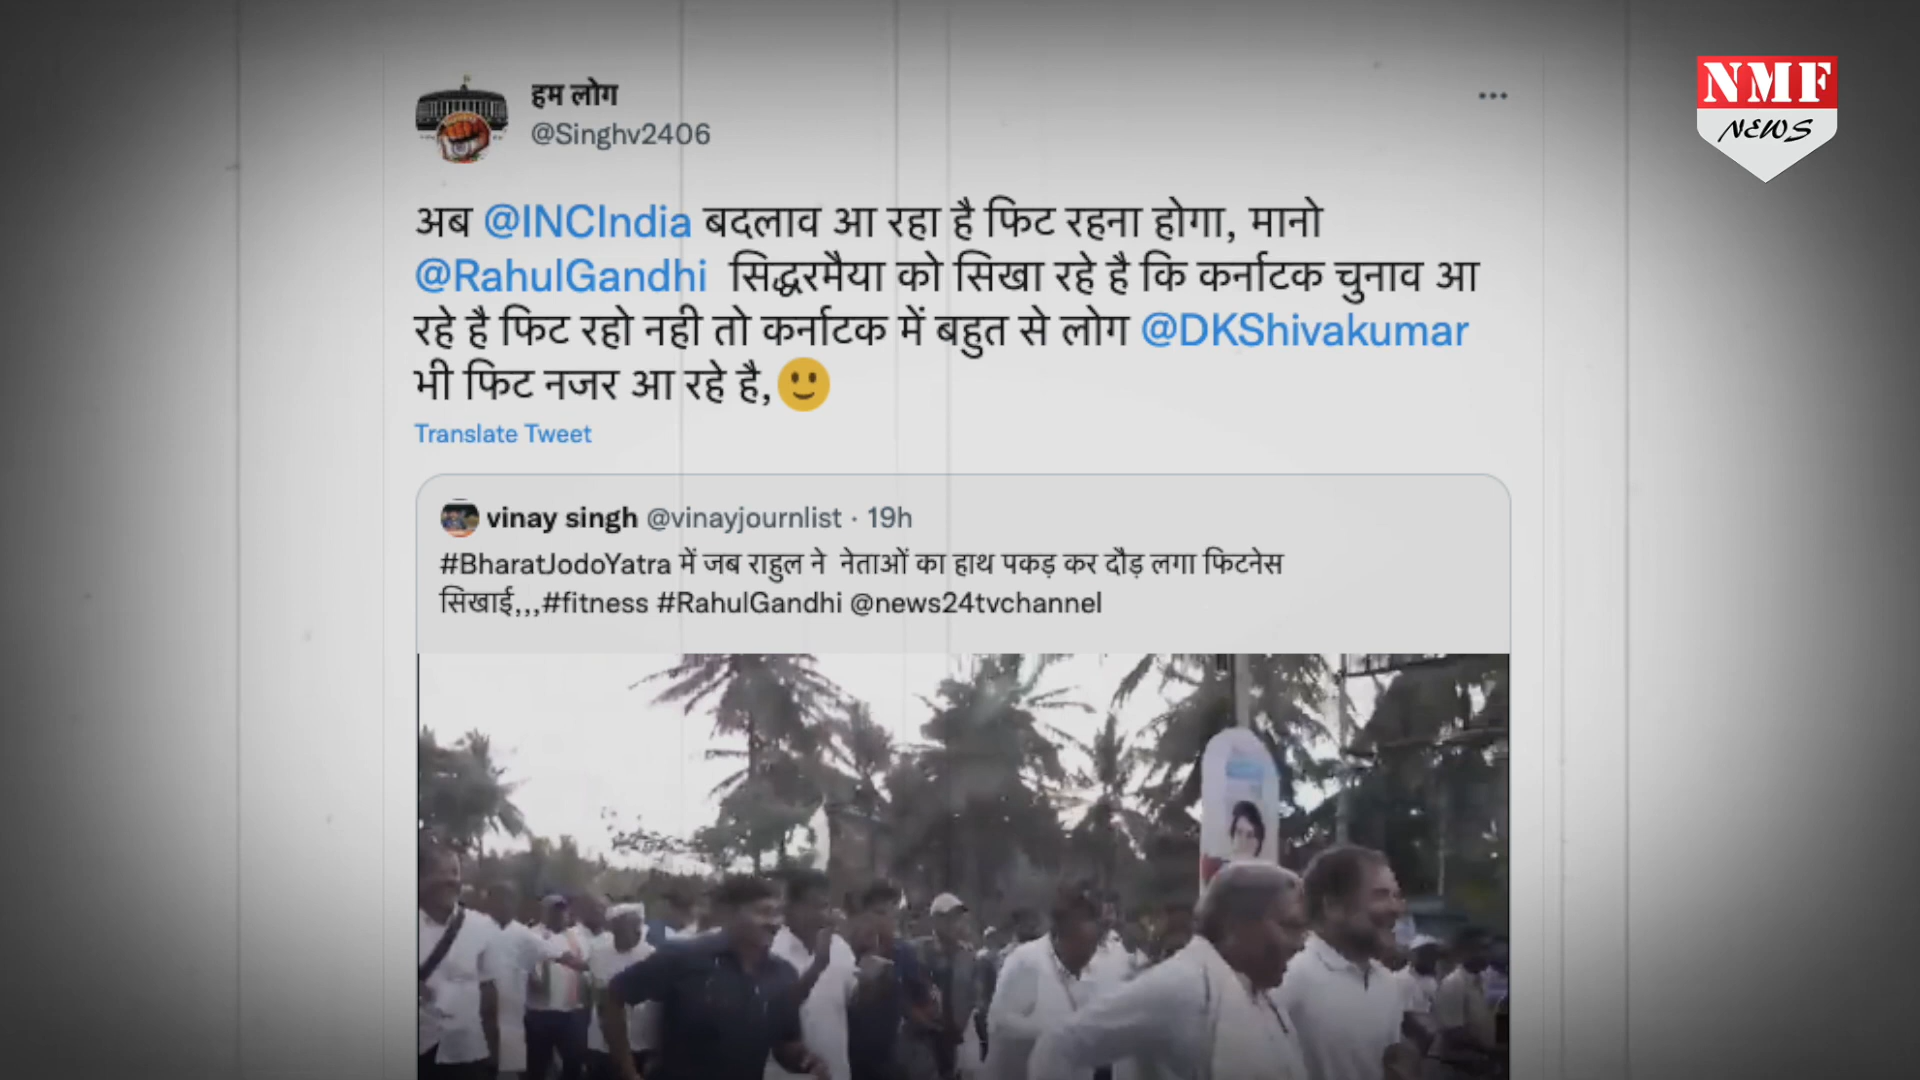 हम लोग
@Singhv2406
NMF
NEWS
अब @INCIndia बदलाव आ रहा है फिट रहना होगा, मानो
@RahulGandhi सिद्धरमैया को सिखा रहे है कि कर्नाटक चुनाव आ
रहे है फिट रहो नही तो कर्नाटक में बहुत से लोग @DKShivakumar
भी फिट नजर आ रहे है,🙂
Translate Tweet
vinay singh @vinayjournlist · 19h
#BharatJodoYatra में जब राहुल ने नेताओं का हाथ पकड़ कर दौड़ लगा फिटनेस
सिखाई,,,#fitness #RahulGandhi @news24tvchannel